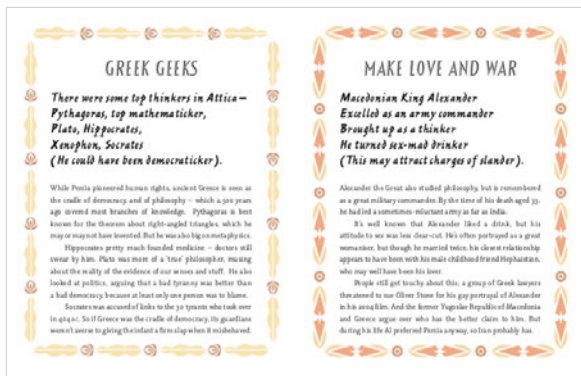 GREEK GEEKS
There were some top thinkers in Attica –
Pythagoras, top mathematicker,
Plato, Hippocrates,
Xenophon, Socrates
(He could have been democraticker).
While Persia pioneered human rights, ancient Greece is seen as
the cradle of democracy, and of philosophy – which 2,500 years
ago covered most branches of knowledge. Pythagoras is best
known for the theorem about right-angled triangles, which he
may or may not have invented. But he was also big on metaphysics.
Hippocrates pretty much founded medicine – doctors still
swear by him. Plato was more of a 'true' philosopher, musing
about the reality of the evidence of our senses and stuff. He also
looked at politics, arguing that a bad tyranny was better than
a bad democracy, because at least only one person was to blame.
Socrates was accused of links to the 30 tyrants who took over
in 404BC. So if Greece was the cradle of democracy, its guardians
weren't averse to giving the infant a firm slap when it misbehaved.
MAKE LOVE AND WAR
Macedonian King Alexander
Excelled as an army commander
Brought up as a thinker
He turned sex-mad drinker
(This may attract charges of slander).
Alexander the Great also studied philosophy, but is remembered
as a great military commander. By the time of his death aged 33,
he had led a sometimes-reluctant army as far as India.
It's well known that Alexander liked a drink, but his
attitude to sex was less clear-cut. He's often portrayed as a great
womaniser, but though he married twice, his closest relationship
appears to have been with his male childhood friend Hephaistion,
who may well have been his lover.
People still get touchy about this; a group of Greek lawyers
threatened to sue Oliver Stone for his gay portrayal of Alexander
in his 2004 film. And the former Yugoslav Republic of Macedonia
and Greece argue over who has the better claim to him. But
during his life Al preferred Persia anyway, so Iran probably has.